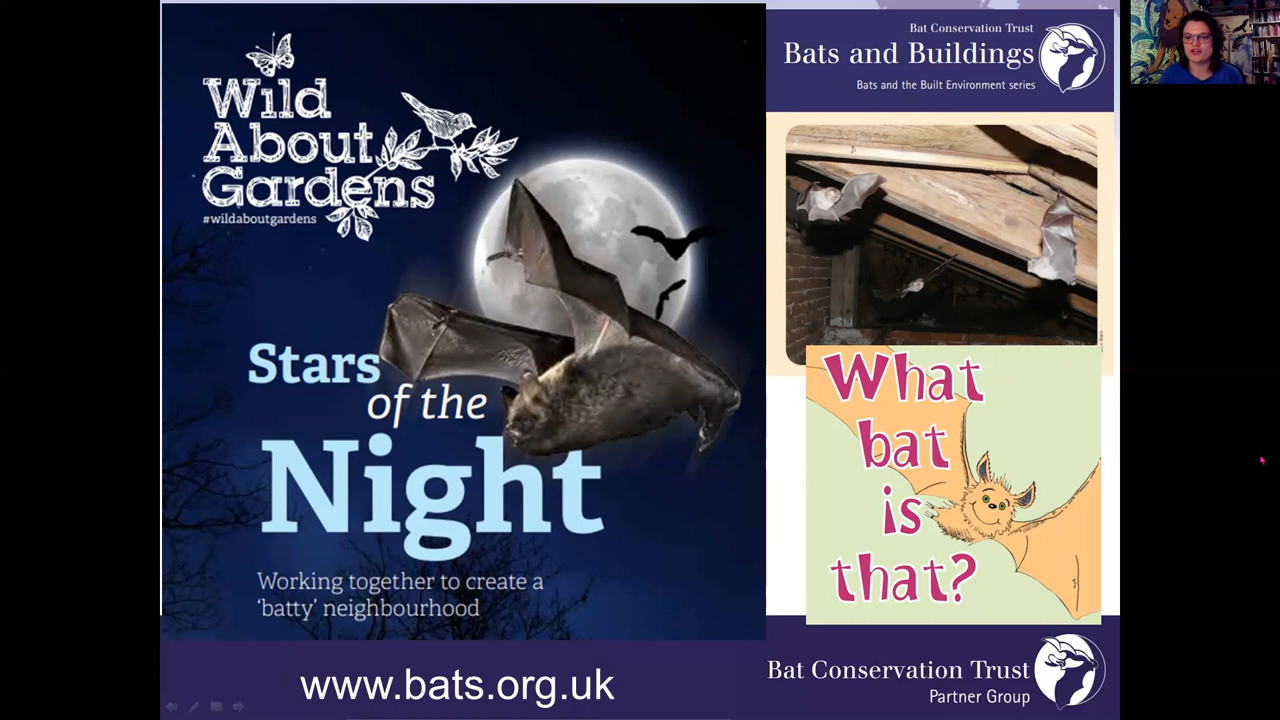 Wild
About
Gardens
#wildaboutgardens
Stars
of the
Night
Working together to create a
‘batty’ neighbourhood
Bat Conservation Trust
Bats and Buildings
Bats and the Built Environment series
What
bat
is
that?
www.bats.org.uk
Bat Conservation Trust
Partner Group